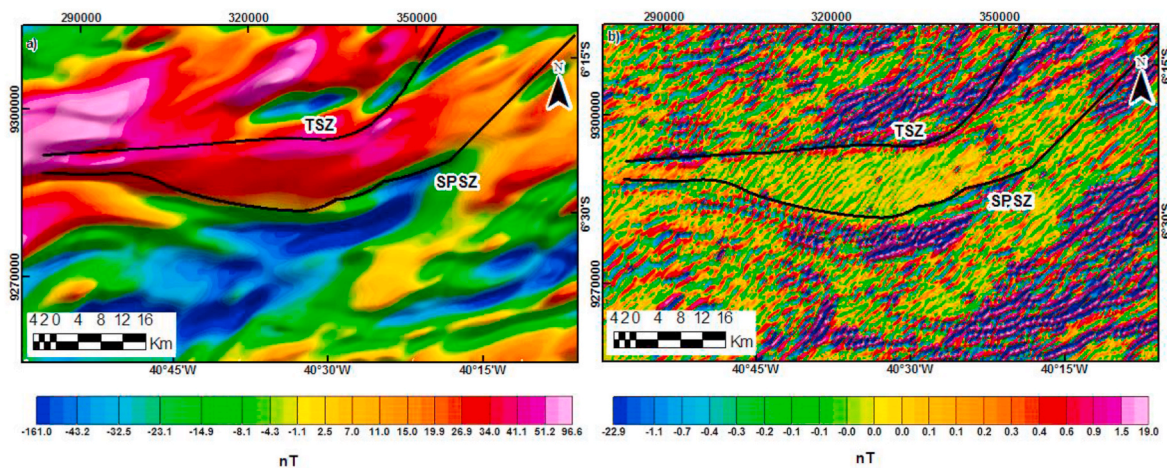 290000 320000 350000
a)
6°15'S
N
9300000
TSZ
SPSZ
6°30'S
9270000
4 2 0 4 8 12 16
Km
40°45'W 40°30'W 40°15'W
-161.0 -43.2 -32.5 -23.1 -14.9 -8.1 -4.3 -1.1 2.5 7.0 11.0 15.9 20.9 26.9 34.0 41.1 51.2 96.6
nT
290000 320000 350000
b)
6°15'S
N
9300000
TSZ
SPSZ
6°30'S
9270000
4 2 0 4 8 12 16
Km
40°45'W 40°30'W 40°15'W
-22.9 -1.1 -0.7 -0.4 -0.3 -0.2 -0.1 -0.1 -0.0 0.0 0.0 0.1 0.2 0.3 0.4 0.6 0.9 1.5 19.0
nT